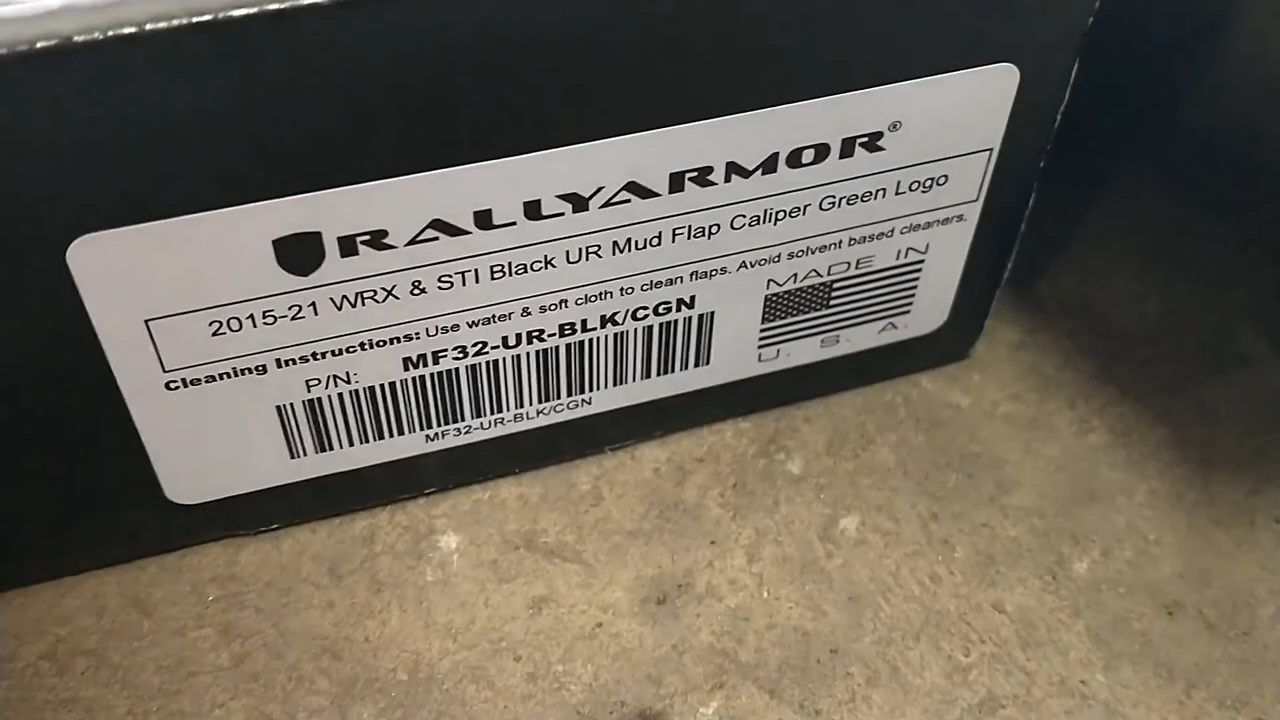 RALLYARMOR®
2015-21 WRX & STI Black UR Mud Flap Caliper Green Logo
Cleaning Instructions: Use water & soft cloth to clean flaps. Avoid solvent based cleaners.
P/N: MF32-UR-BLK/CGN
MF32-UR-BLK/CGN
MADE IN
U. S. A.